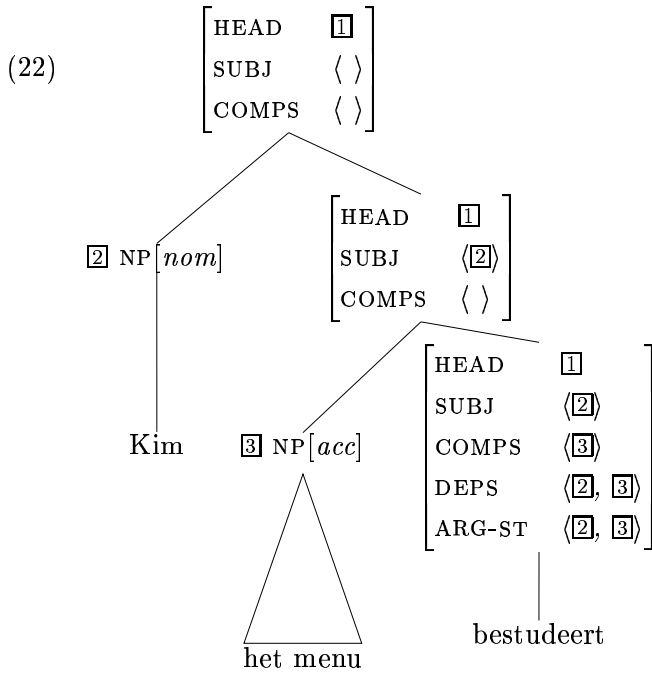 (22)
HEAD 1
SUBJ ⟨ ⟩
COMPS ⟨ ⟩
2 NP[nom]
HEAD 1
SUBJ ⟨2⟩
COMPS ⟨ ⟩
Kim
3 NP[acc]
HEAD 1
SUBJ ⟨2⟩
COMPS ⟨3⟩
DEPS ⟨2, 3⟩
ARG-ST ⟨2, 3⟩
het menu
bestudeert